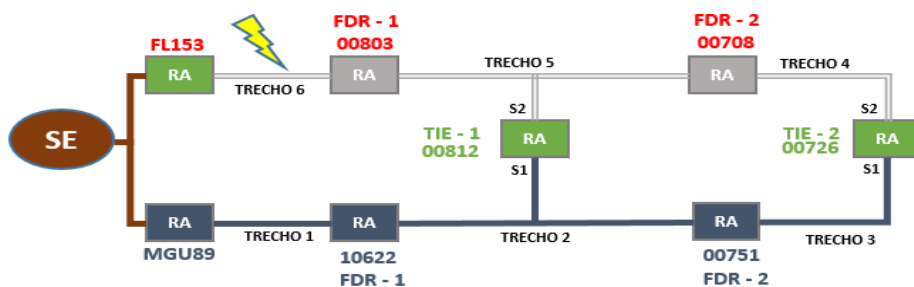 FDR - 1
00803
FDR - 2
00708
FL153
RA
RA
RA
TRECHO 6
TRECHO 5
TRECHO 4
SE
S2
S2
TIE - 1
00812
RA
TIE - 2
00726
RA
S1
S1
RA
RA
RA
TRECHO 1
TRECHO 2
TRECHO 3
MGU89
10622
FDR - 1
00751
FDR - 2